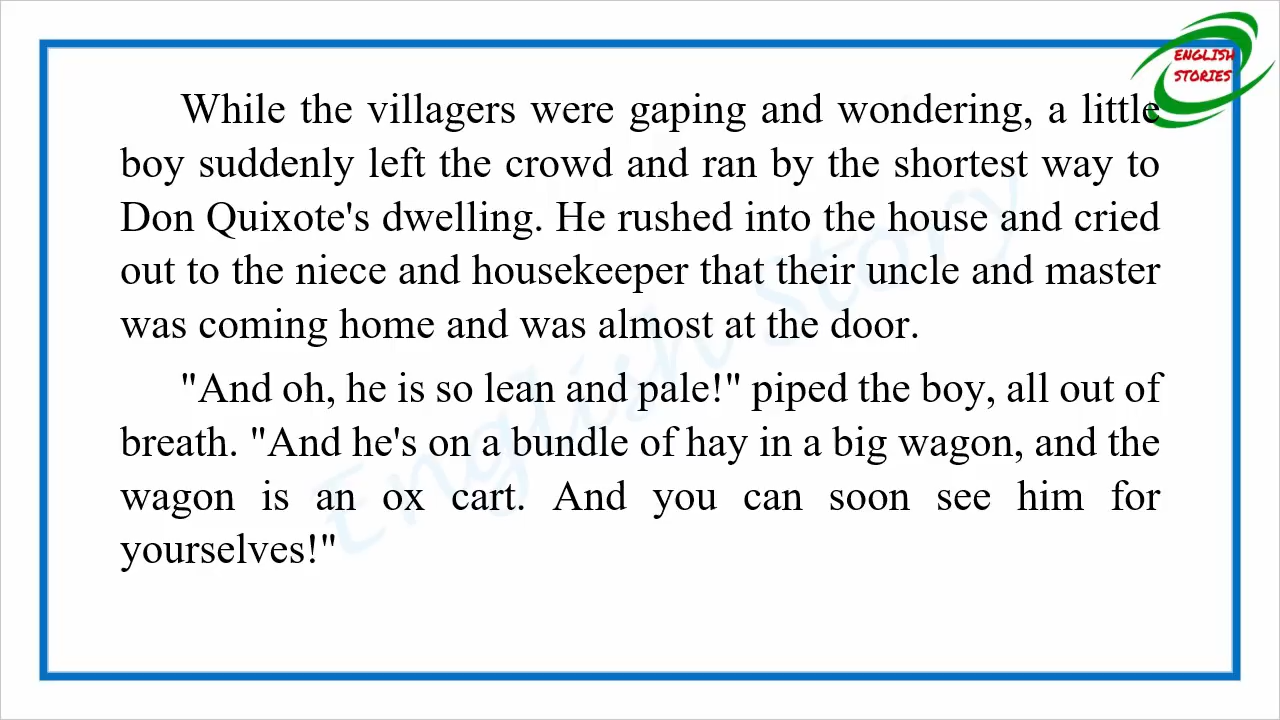 ENGLISH
STORIES
While the villagers were gaping and wondering, a little
boy suddenly left the crowd and ran by the shortest way to
Don Quixote's dwelling. He rushed into the house and cried
out to the niece and housekeeper that their uncle and master
was coming home and was almost at the door.
"And oh, he is so lean and pale!" piped the boy, all out of
breath. "And he's on a bundle of hay in a big wagon, and the
wagon is an ox cart. And you can soon see him for
yourselves!"
English Story